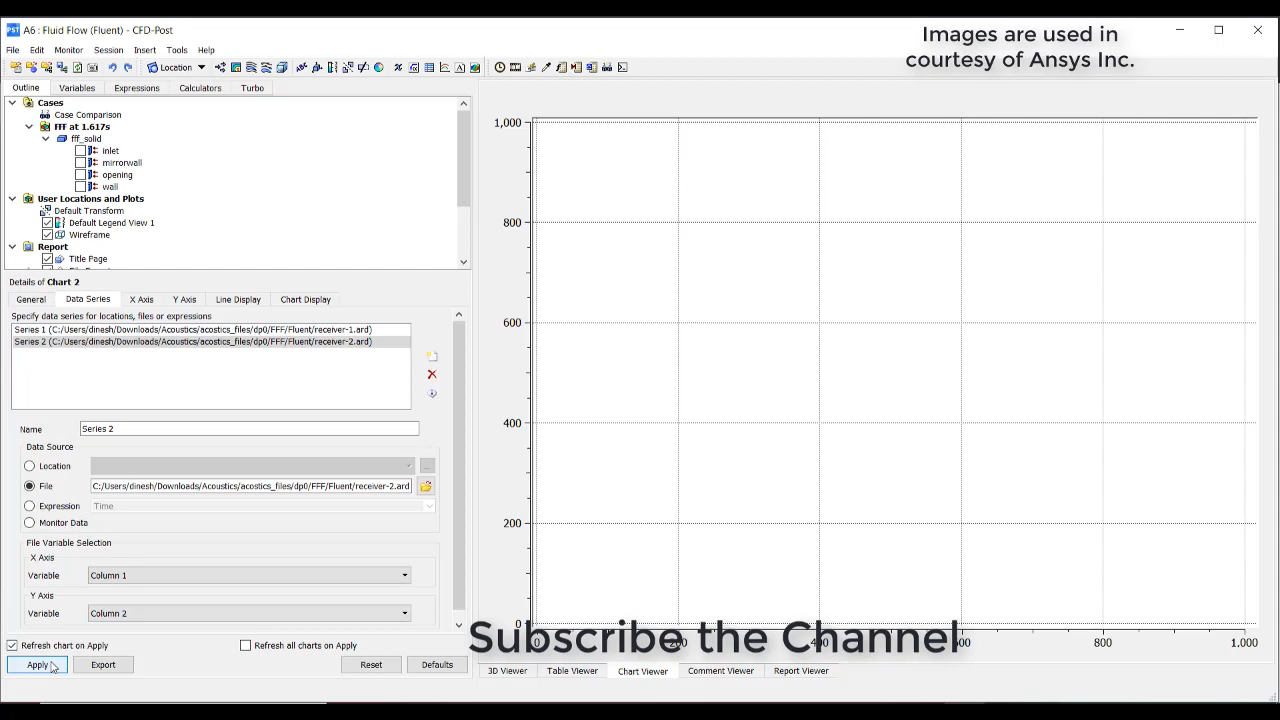 A6 : Fluid Flow (Fluent) - CFD-Post
Images are used in
courtesy of Ansys Inc.
File Edit Monitor Session Insert Tools Help
Location
Outline Variables Expressions Calculators Turbo
Cases
Case Comparison
FFF at 1.617s
fff_solid
inlet
mirrorwall
opening
wall
User Locations and Plots
Default Transform
Default Legend View 1
Wireframe
Report
Title Page
Details of Chart 2
General Data Series X Axis Y Axis Line Display Chart Display
Specify data series for locations, files or expressions
Series 1 (C:/Users/dinesh/Downloads/Acoustics/acostics_files/dp0/FFF/Fluent/receiver-1.ard)
Series 2 (C:/Users/dinesh/Downloads/Acoustics/acostics_files/dp0/FFF/Fluent/receiver-2.ard)
Name Series 2
Data Source
Location
File C:/Users/dinesh/Downloads/Acoustics/acostics_files/dp0/FFF/Fluent/receiver-2.ard
Expression Time
Monitor Data
File Variable Selection
X Axis
Variable Column 1
Y Axis
Variable Column 2
Refresh chart on Apply Refresh all charts on Apply
Apply Export Reset Defaults
1,000
800
600
400
200
0
0 200 400 600 800 1,000
Subscribe the Channel
3D Viewer Table Viewer Chart Viewer Comment Viewer Report Viewer